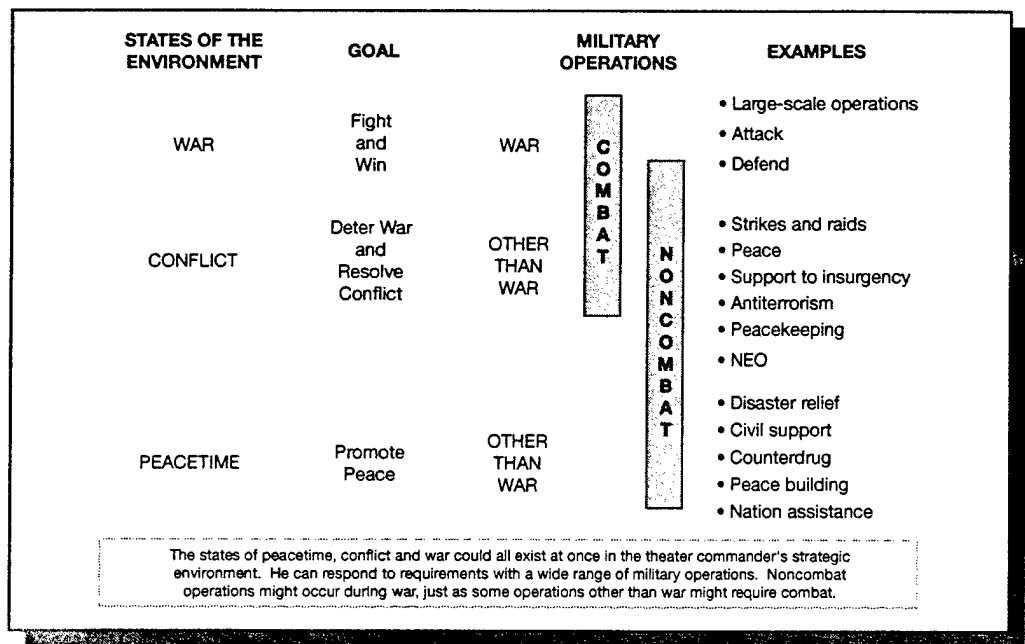 STATES OF THE
ENVIRONMENT
GOAL
MILITARY
OPERATIONS
EXAMPLES
WAR
Fight
and
Win
WAR
COMBAT
• Large-scale operations
• Attack
• Defend
CONFLICT
Deter War
and
Resolve
Conflict
OTHER
THAN
WAR
NONCOMBAT
• Strikes and raids
• Peace
• Support to insurgency
• Antiterrorism
• Peacekeeping
• NEO
PEACETIME
Promote
Peace
OTHER
THAN
WAR
• Disaster relief
• Civil support
• Counterdrug
• Peace building
• Nation assistance
The states of peacetime, conflict and war could all exist at once in the theater commander's strategic
environment. He can respond to requirements with a wide range of military operations. Noncombat
operations might occur during war, just as some operations other than war might require combat.